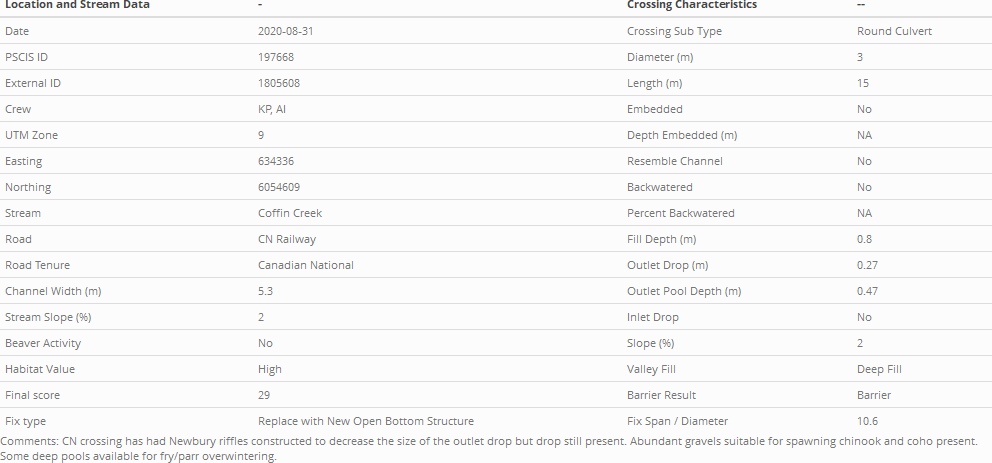 Location and Stream Data - Crossing Characteristics --
Date 2020-08-31 Crossing Sub Type Round Culvert
PSCIS ID 197668 Diameter (m) 3
External ID 1805608 Length (m) 15
Crew KP, AI Embedded No
UTM Zone 9 Depth Embedded (m) NA
Easting 634336 Resemble Channel No
Northing 6054609 Backwatered No
Stream Coffin Creek Percent Backwatered NA
Road CN Railway Fill Depth (m) 0.8
Road Tenure Canadian National Outlet Drop (m) 0.27
Channel Width (m) 5.3 Outlet Pool Depth (m) 0.47
Stream Slope (%) 2 Inlet Drop No
Beaver Activity No Slope (%) 2
Habitat Value High Valley Fill Deep Fill
Final score 29 Barrier Result Barrier
Fix type Replace with New Open Bottom Structure Fix Span / Diameter 10.6
Comments: CN crossing has had Newbury riffles constructed to decrease the size of the outlet drop but drop still present. Abundant gravels suitable for spawning chinook and coho present.
Some deep pools available for fry/parr overwintering.